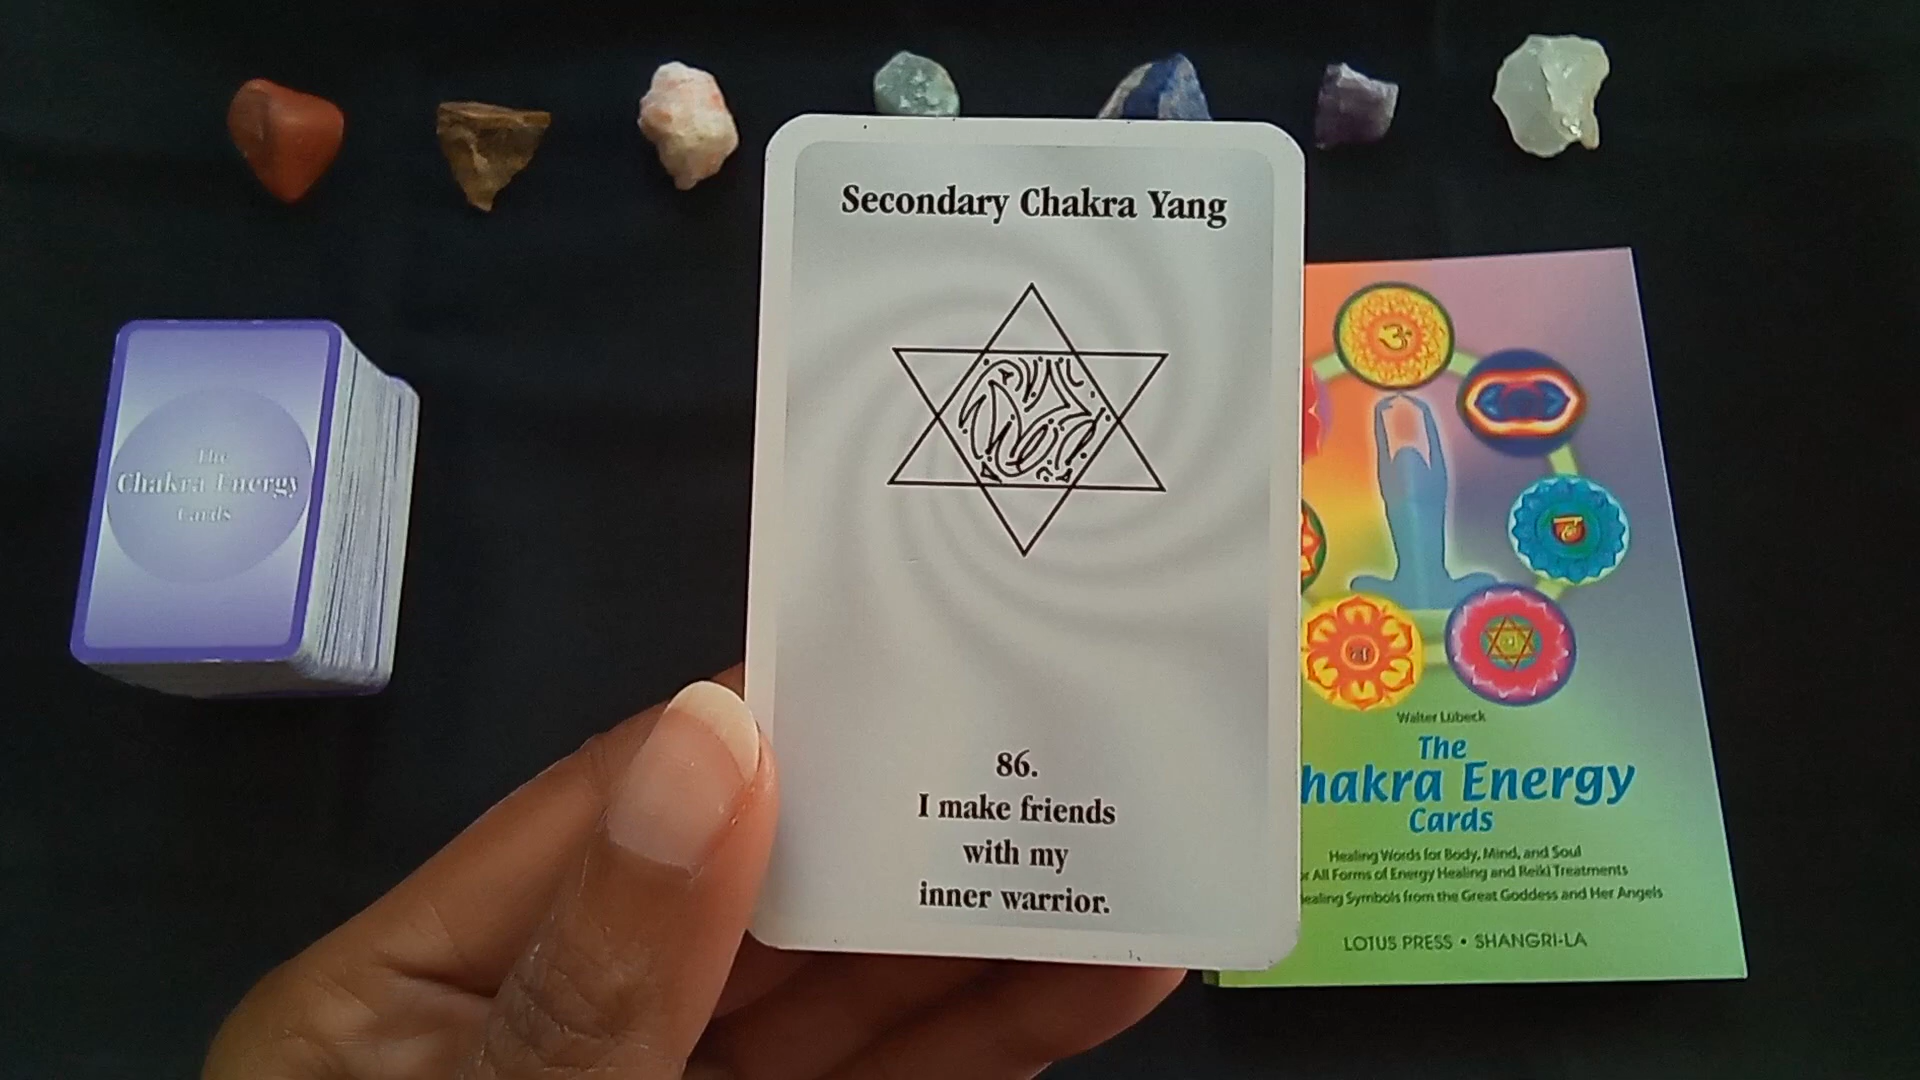 Secondary Chakra Yang
86.
I make friends
with my
inner warrior.
The
Chakra Energy
Cards
Walter Lübeck
The
hakra Energy
Cards
Healing Words for Body, Mind, and Soul
All Forms of Energy Healing and Reiki Treatments
ealing Symbols from the Great Goddess and Her Angels
LOTUS PRESS • SHANGRI-LA